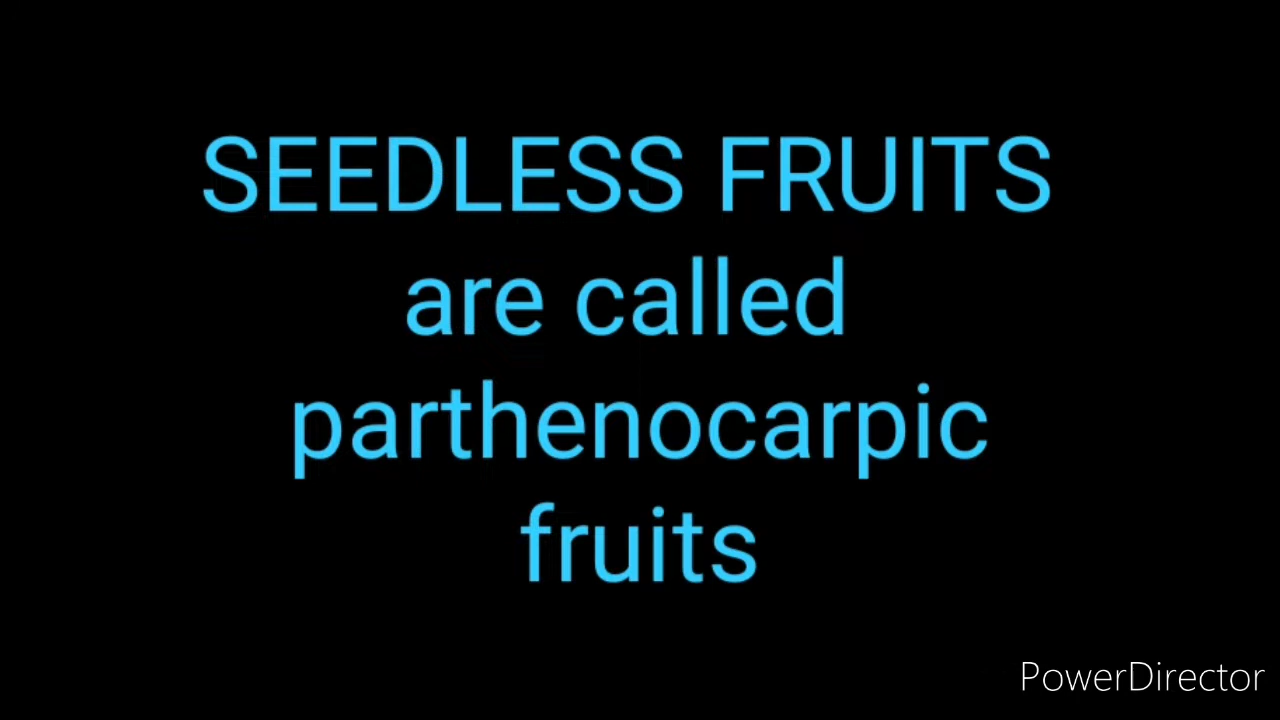 SEEDLESS FRUITS
are called
parthenocarpic
fruits
PowerDirector